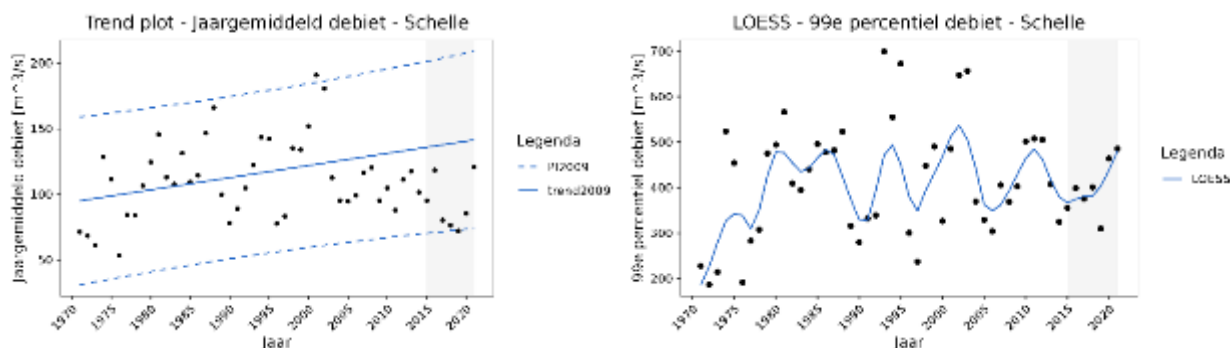 Trend plot - Jaargemiddeld debiet - Schelle
Jaargemiddeld debiet [m^3/s]
200
150
100
50
1970 1975 1980 1985 1990 1995 2000 2005 2010 2015 2020
Jaar
Legenda
PI2009
trend2009
LOESS - 99e percentiel debiet - Schelle
99e percentiel debiet [m^3/s]
700
600
500
400
300
200
1970 1975 1980 1985 1990 1995 2000 2005 2010 2015 2020
Jaar
Legenda
LOESS